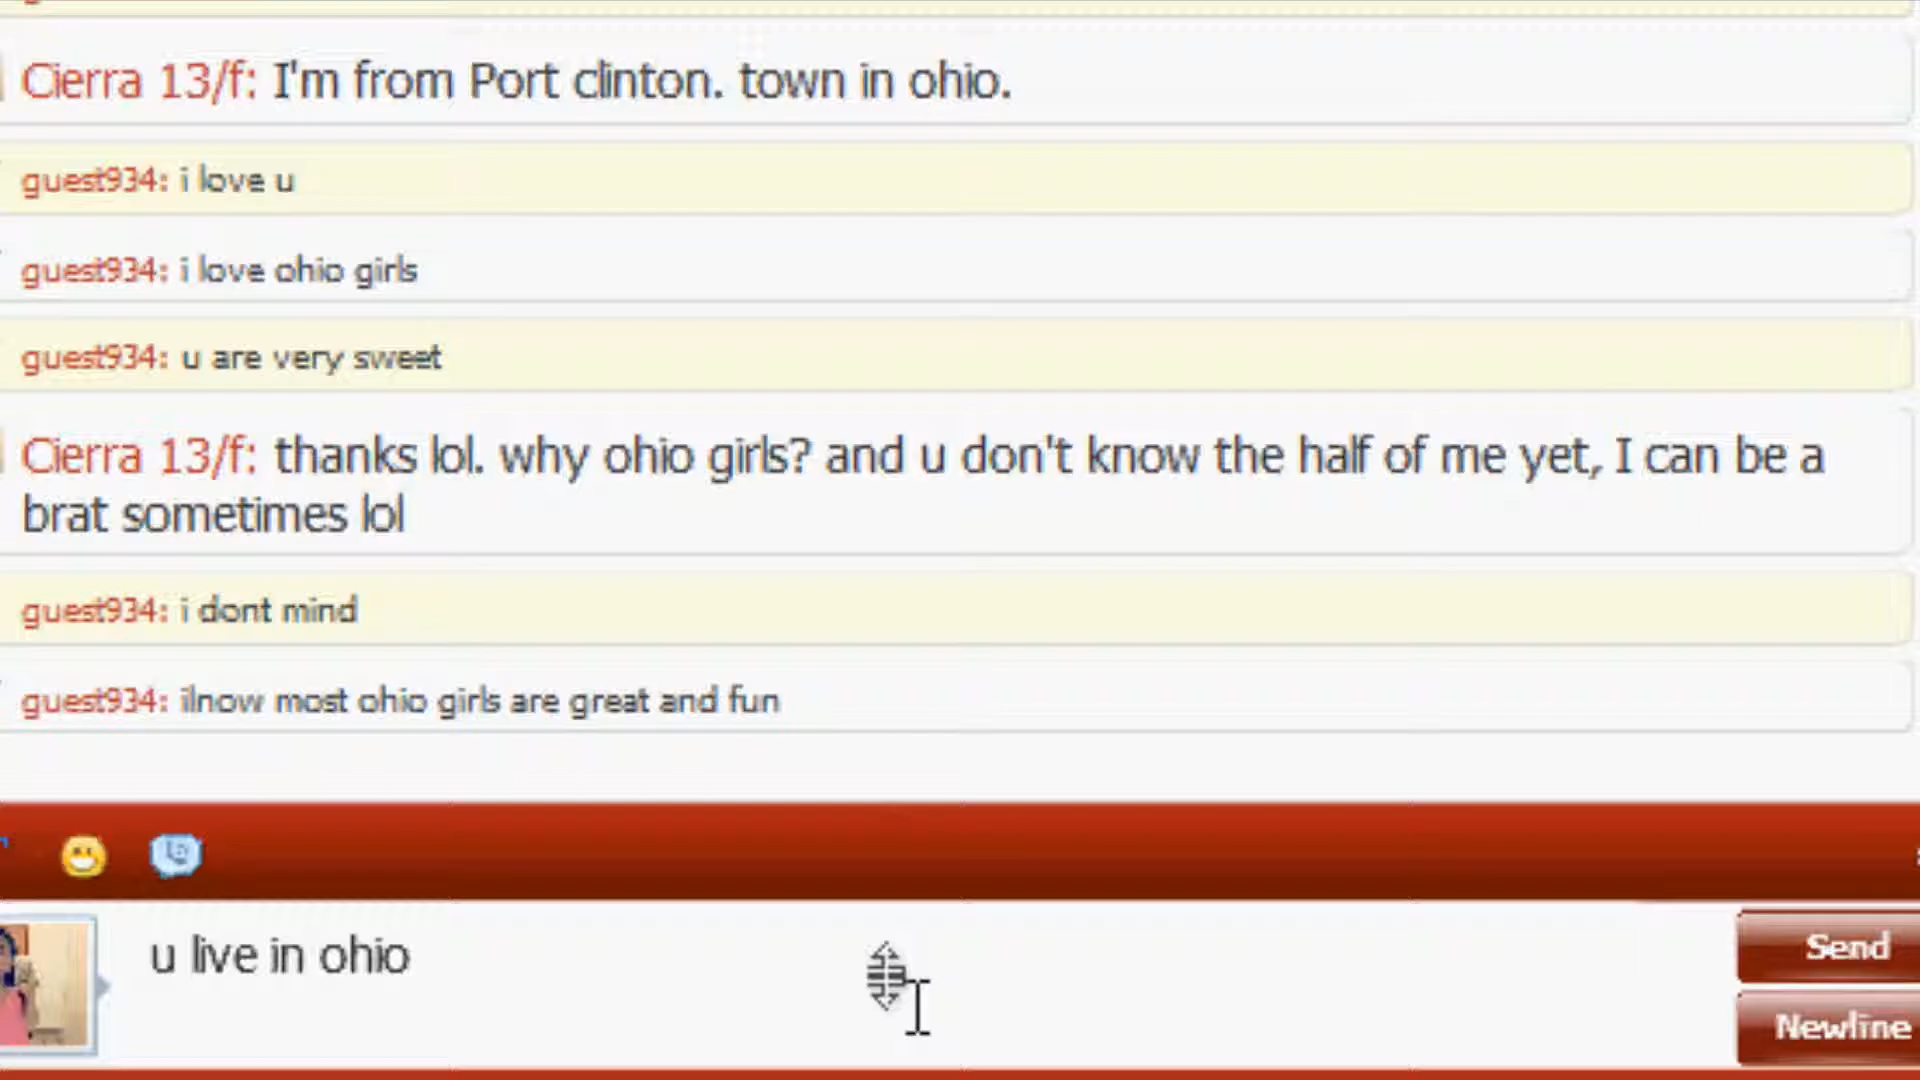 Cierra 13/f: I'm from Port clinton. town in ohio.
guest934: i love u
guest934: i love ohio girls
guest934: u are very sweet
Cierra 13/f: thanks lol. why ohio girls? and u don't know the half of me yet, I can be a
brat sometimes lol
guest934: i dont mind
guest934: ilnow most ohio girls are great and fun
u live in ohio
Send
Newline